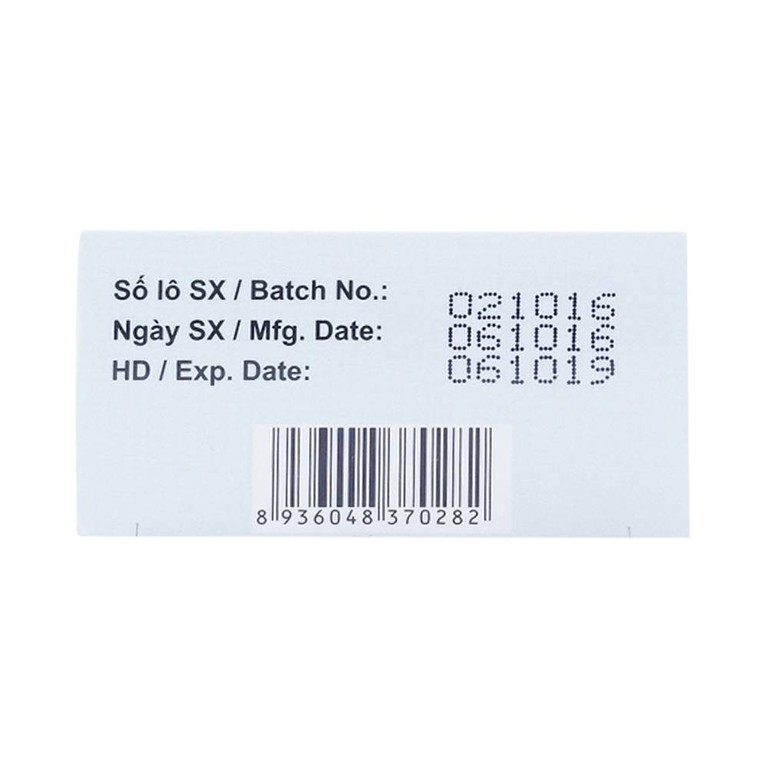 Số lô SX / Batch No.: 021016
Ngày SX / Mfg. Date: 061016
HD / Exp. Date: 061019
8 936048 370282